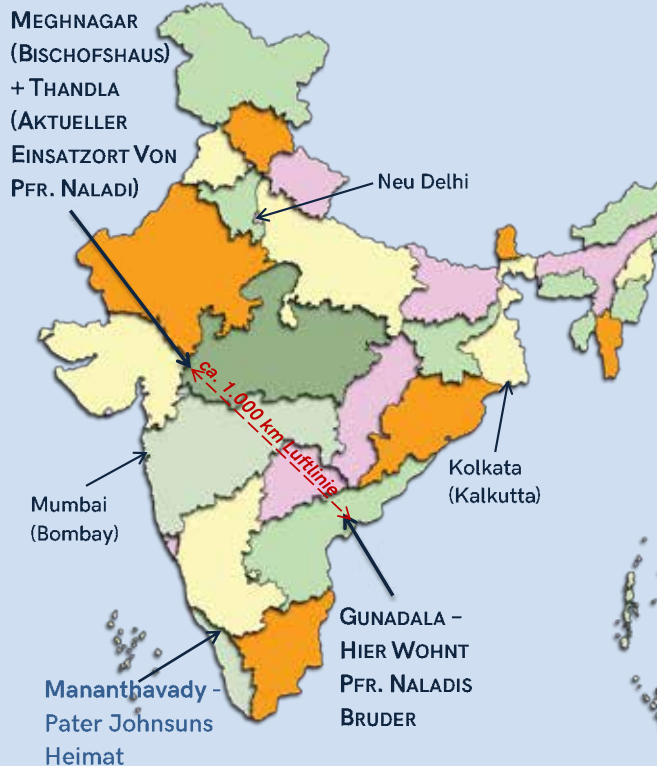 MEGHNAGAR
(BISCHOFSHAUS)
+ THANDLA
(AKTUELLER
EINSATZORT VON
PFR. NALADI)
Neu Delhi
ca. 1.000 km Luftlinie
Kolkata
(Kalkutta)
Mumbai
(Bombay)
GUNADALA –
HIER WOHNT
PFR. NALADIS
BRUDER
Mananthavady -
Pater Johnsuns
Heimat